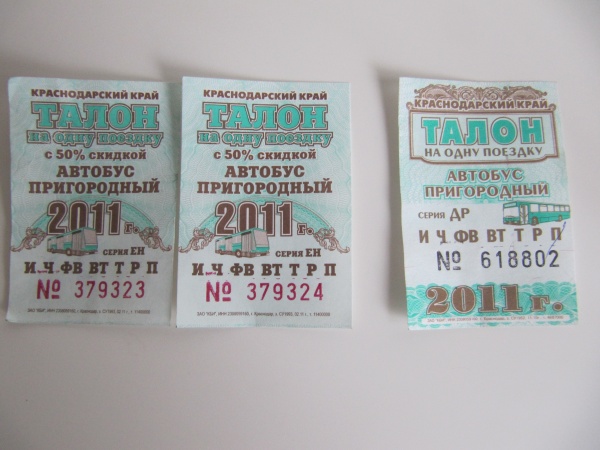 КРАСНОДАРСКИЙ КРАЙ
ТАЛОН
на одну поездку
с 50% скидкой
АВТОБУС
ПРИГОРОДНЫЙ
2011 г.
СЕРИЯ ЕН
И Ч ФВ ВТ Т Р П
№ 379323
КРАСНОДАРСКИЙ КРАЙ
ТАЛОН
на одну поездку
с 50% скидкой
АВТОБУС
ПРИГОРОДНЫЙ
2011 г.
СЕРИЯ ЕН
И Ч ФВ ВТ Т Р П
№ 379324
КРАСНОДАРСКИЙ КРАЙ
ТАЛОН
НА ОДНУ ПОЕЗДКУ
АВТОБУС
ПРИГОРОДНЫЙ
СЕРИЯ ДР
И Ч ФВ ВТ Т Р П
№ 618802
2011 г.